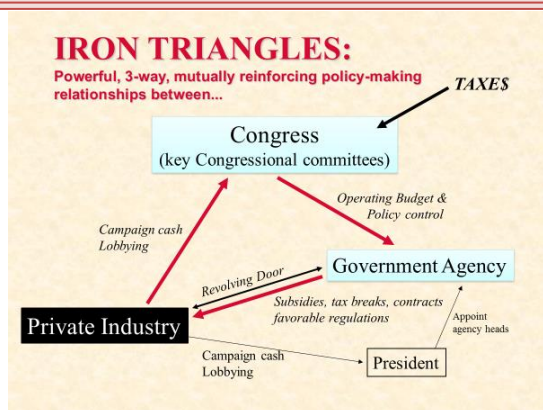 IRON TRIANGLES:
Powerful, 3-way, mutually reinforcing policy-making
relationships between...
TAXE$
Congress
(key Congressional committees)
Operating Budget &
Policy control
Campaign cash
Lobbying
Government Agency
Revolving Door
Subsidies, tax breaks, contracts
favorable regulations
Private Industry
Appoint
agency heads
Campaign cash
Lobbying
President